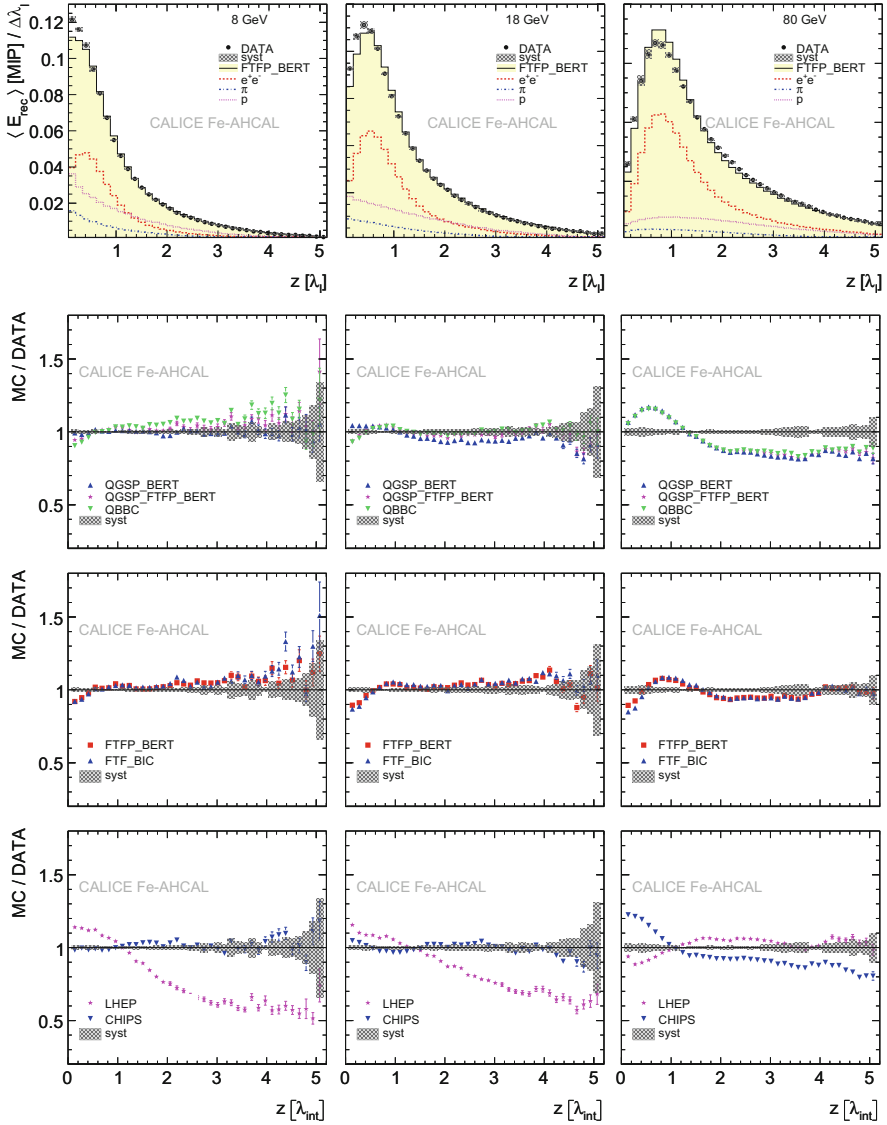 ⟨ E_rec ⟩ [MIP] / Δλ_I
0.12
0.1
0.08
0.06
0.04
0.02
8 GeV
DATA
syst
FTFP_BERT
e⁺e⁻
π
p
CALICE Fe-AHCAL
1 2 3 4 5
z [λ_I]
18 GeV
DATA
syst
FTFP_BERT
e⁺e⁻
π
p
CALICE Fe-AHCAL
1 2 3 4 5
z [λ_I]
80 GeV
DATA
syst
FTFP_BERT
e⁺e⁻
π
p
CALICE Fe-AHCAL
1 2 3 4 5
z [λ_I]
MC / DATA
1.5
1
0.5
CALICE Fe-AHCAL
QGSP_BERT
QGSP_FTFP_BERT
QBBC
syst
CALICE Fe-AHCAL
QGSP_BERT
QGSP_FTFP_BERT
QBBC
syst
CALICE Fe-AHCAL
QGSP_BERT
QGSP_FTFP_BERT
QBBC
syst
MC / DATA
1.5
1
0.5
CALICE Fe-AHCAL
FTFP_BERT
FTF_BIC
syst
CALICE Fe-AHCAL
FTFP_BERT
FTF_BIC
syst
CALICE Fe-AHCAL
FTFP_BERT
FTF_BIC
syst
MC / DATA
1.5
1
0.5
CALICE Fe-AHCAL
LHEP
CHIPS
syst
0 1 2 3 4 5
z [λ_int]
CALICE Fe-AHCAL
LHEP
CHIPS
syst
0 1 2 3 4 5
z [λ_int]
CALICE Fe-AHCAL
LHEP
CHIPS
syst
0 1 2 3 4 5
z [λ_int]